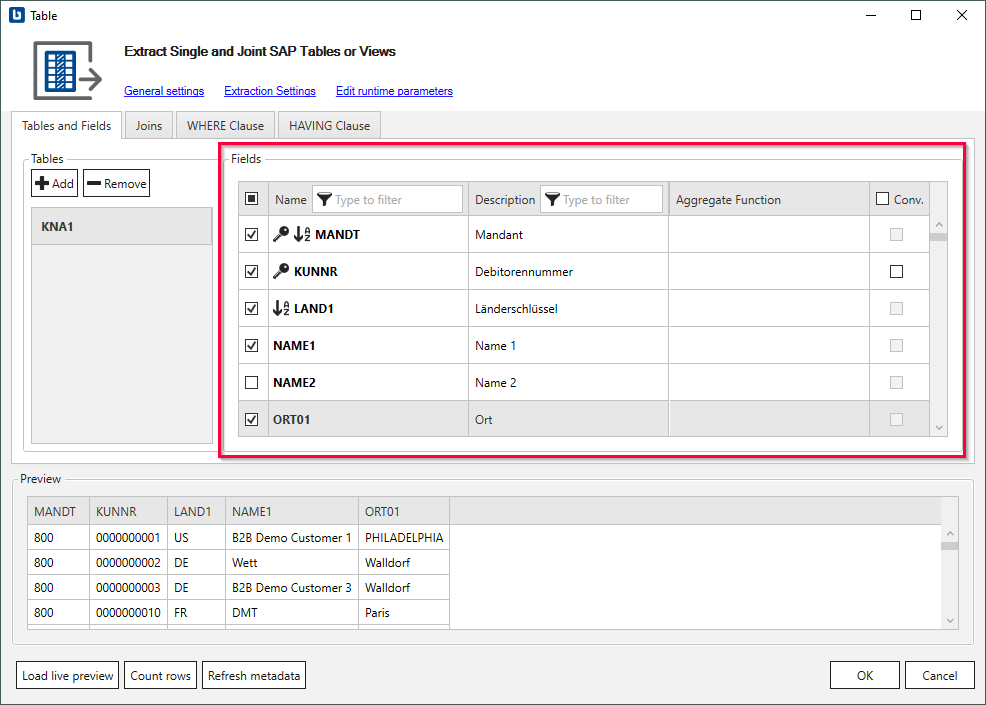 Table
Extract Single and Joint SAP Tables or Views
General settings Extraction Settings Edit runtime parameters
Tables and Fields Joins WHERE Clause HAVING Clause
Tables
Add Remove
KNA1
Fields
Name Type to filter Description Type to filter Aggregate Function Conv.
MANDT Mandant
KUNNR Debitorennummer
LAND1 Länderschlüssel
NAME1 Name 1
NAME2 Name 2
ORT01 Ort
Preview
MANDT KUNNR LAND1 NAME1 ORT01
800 0000000001 US B2B Demo Customer 1 PHILADELPHIA
800 0000000002 DE Wett Walldorf
800 0000000003 DE B2B Demo Customer 3 Walldorf
800 0000000010 FR DMT Paris
Load live preview Count rows Refresh metadata OK Cancel